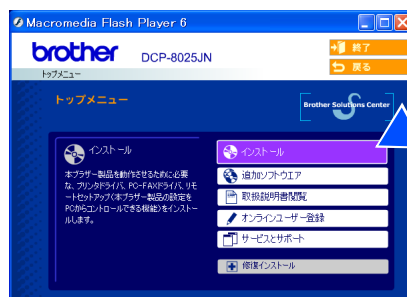 Macromedia Flash Player 6
brother
DCP-8025JN
終了
戻る
トップメニュー
トップメニュー
Brother Solutions Center
インストール
本ブラザー製品を動作させるために必要
な、プリンタドライバ、PC-FAXドライバ、リモ
ートセットアップ(本ブラザー製品の設定を
PCからコントロールできる機能)をインストー
ルします。
インストール
追加ソフトウエア
取扱説明書閲覧
オンラインユーザー登録
サービスとサポート
修復インストール